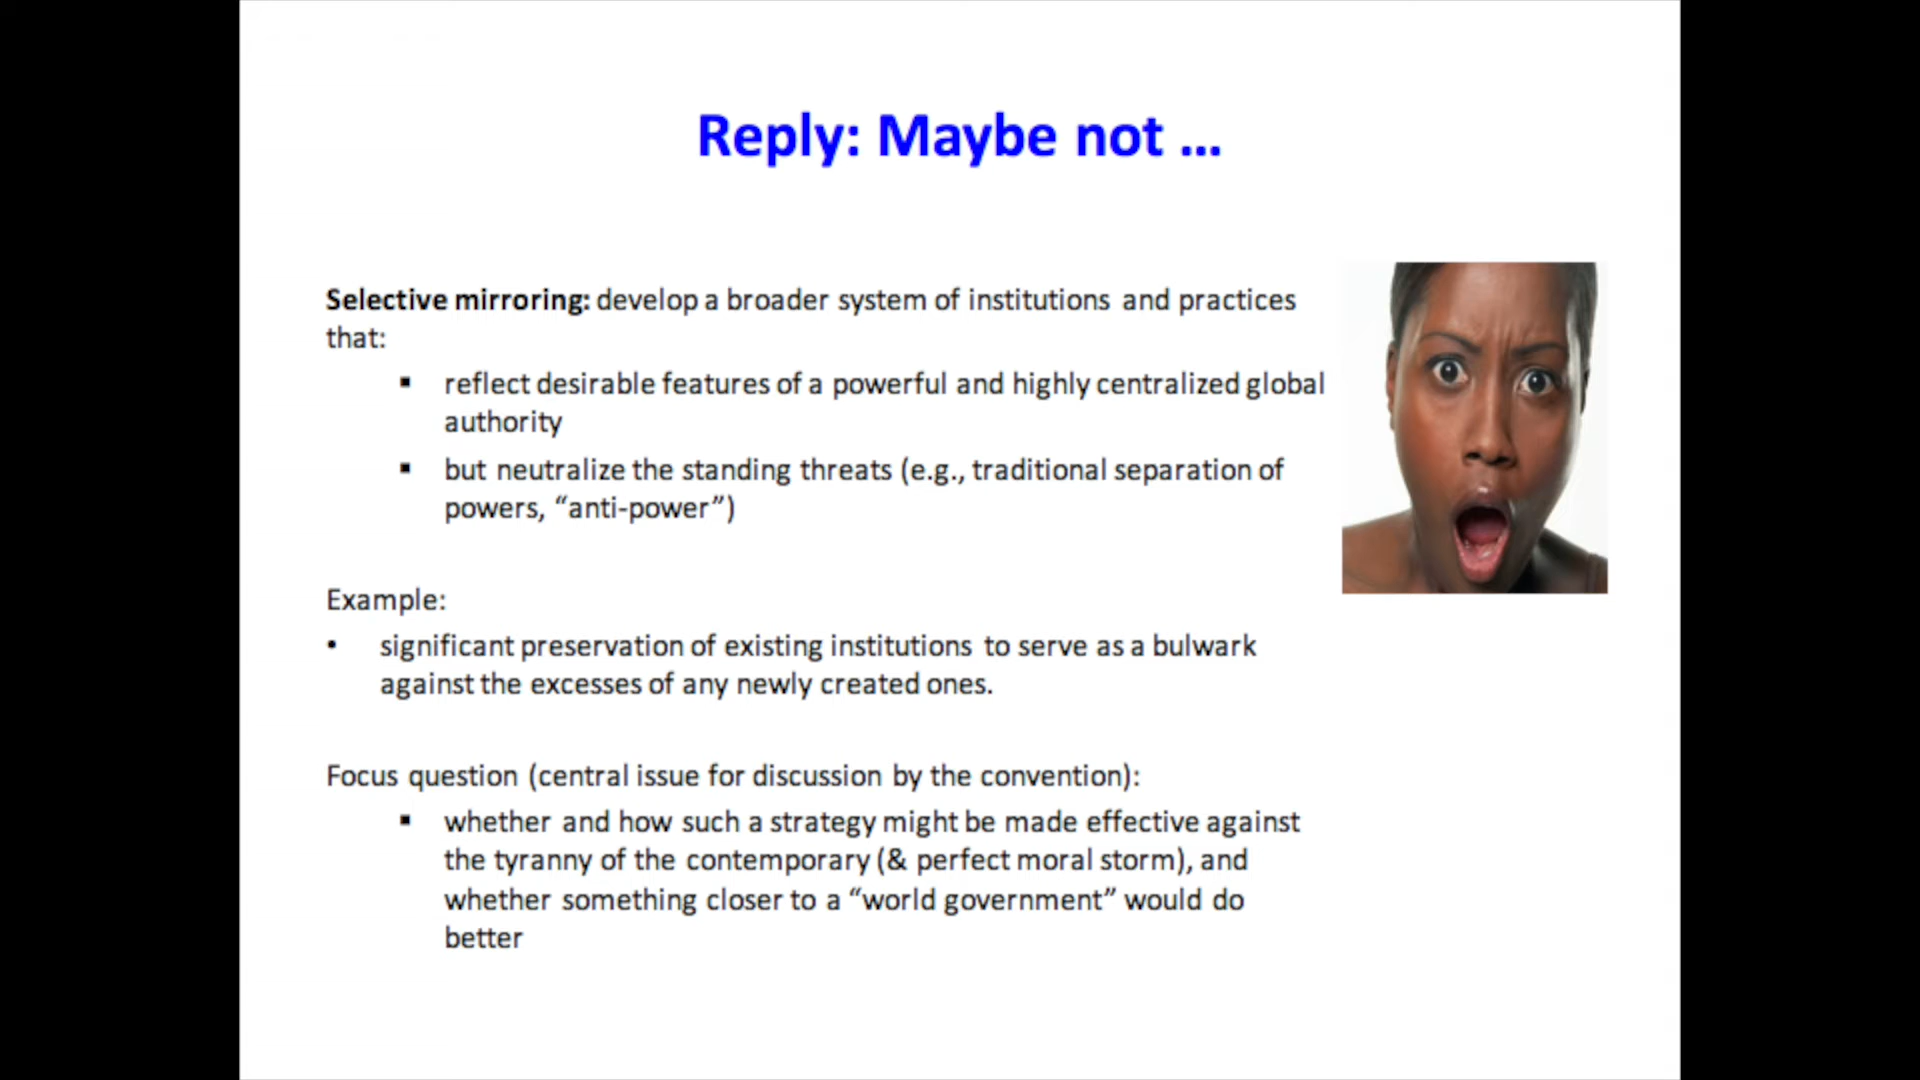 Reply: Maybe not ...
Selective mirroring: develop a broader system of institutions and practices
that:
▪ reflect desirable features of a powerful and highly centralized global
authority
▪ but neutralize the standing threats (e.g., traditional separation of
powers, “anti-power”)
Example:
• significant preservation of existing institutions to serve as a bulwark
against the excesses of any newly created ones.
Focus question (central issue for discussion by the convention):
▪ whether and how such a strategy might be made effective against
the tyranny of the contemporary (& perfect moral storm), and
whether something closer to a “world government” would do
better